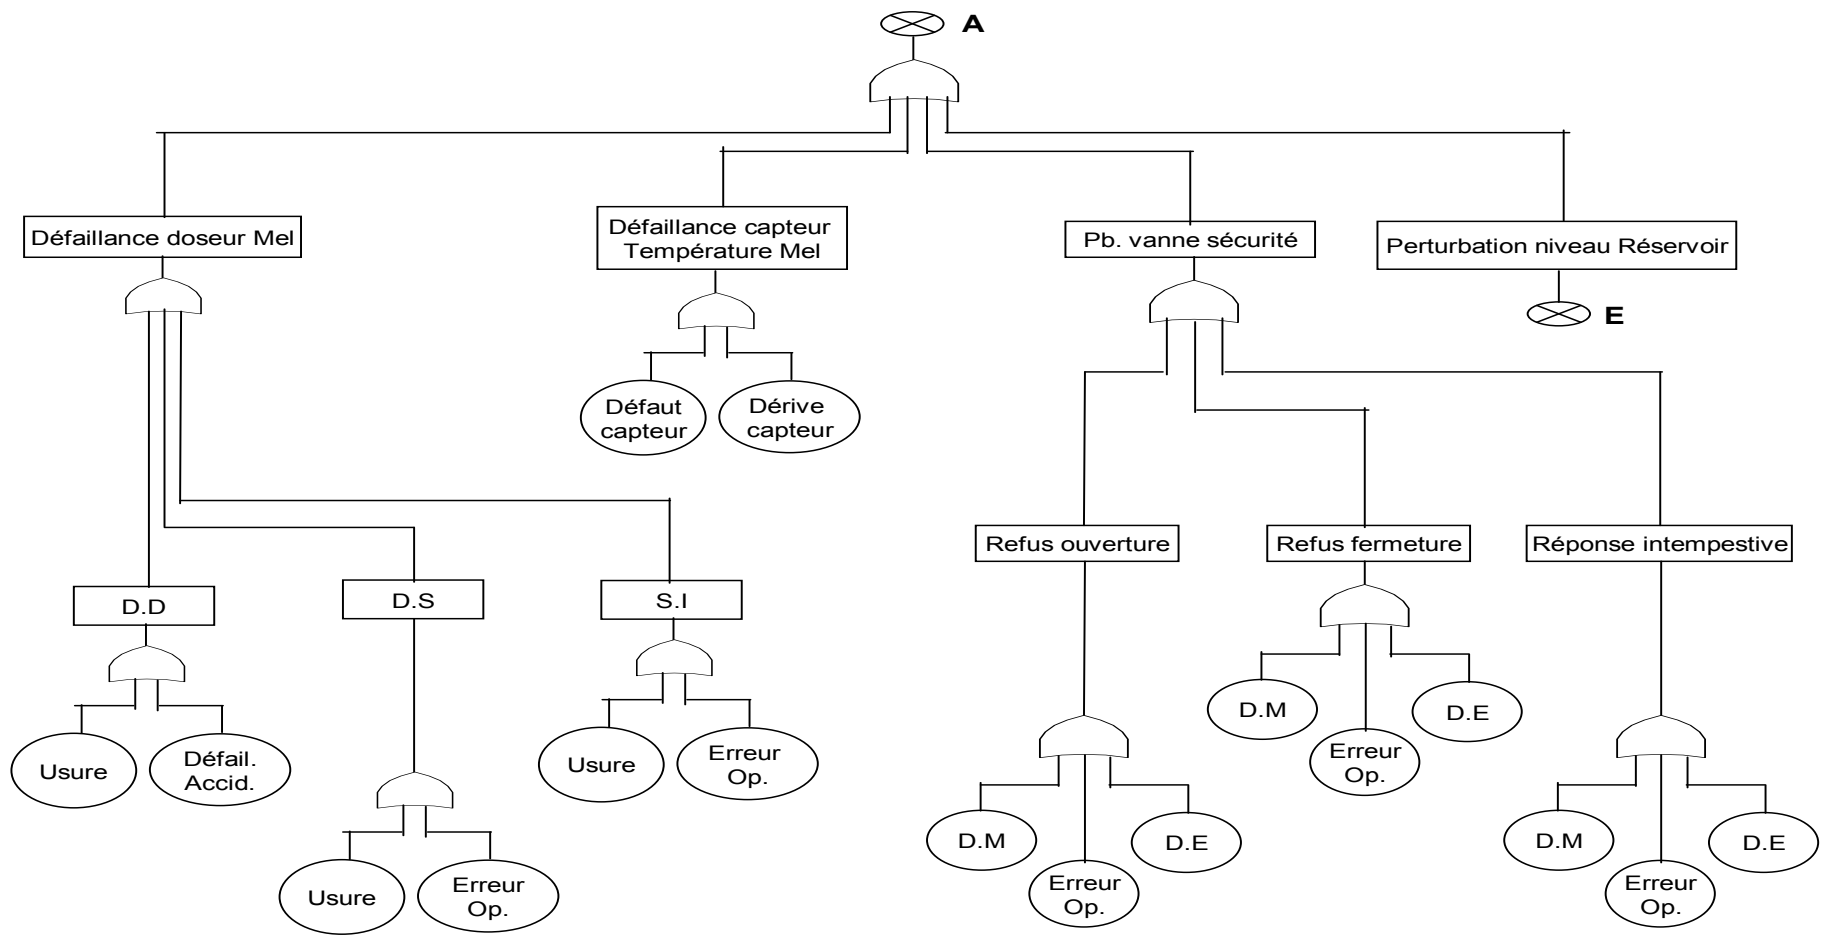 A
Défaillance doseur Mel
Défaillance capteur
Température Mel
Pb. vanne sécurité
Perturbation niveau Réservoir
E
Défaut
capteur
Dérive
capteur
Refus ouverture
Refus fermeture
Réponse intempestive
D.D
D.S
S.I
Usure
Défail.
Accid.
Usure
Erreur
Op.
Usure
Erreur
Op.
D.M
Erreur
Op.
D.E
D.M
Erreur
Op.
D.E
D.M
Erreur
Op.
D.E